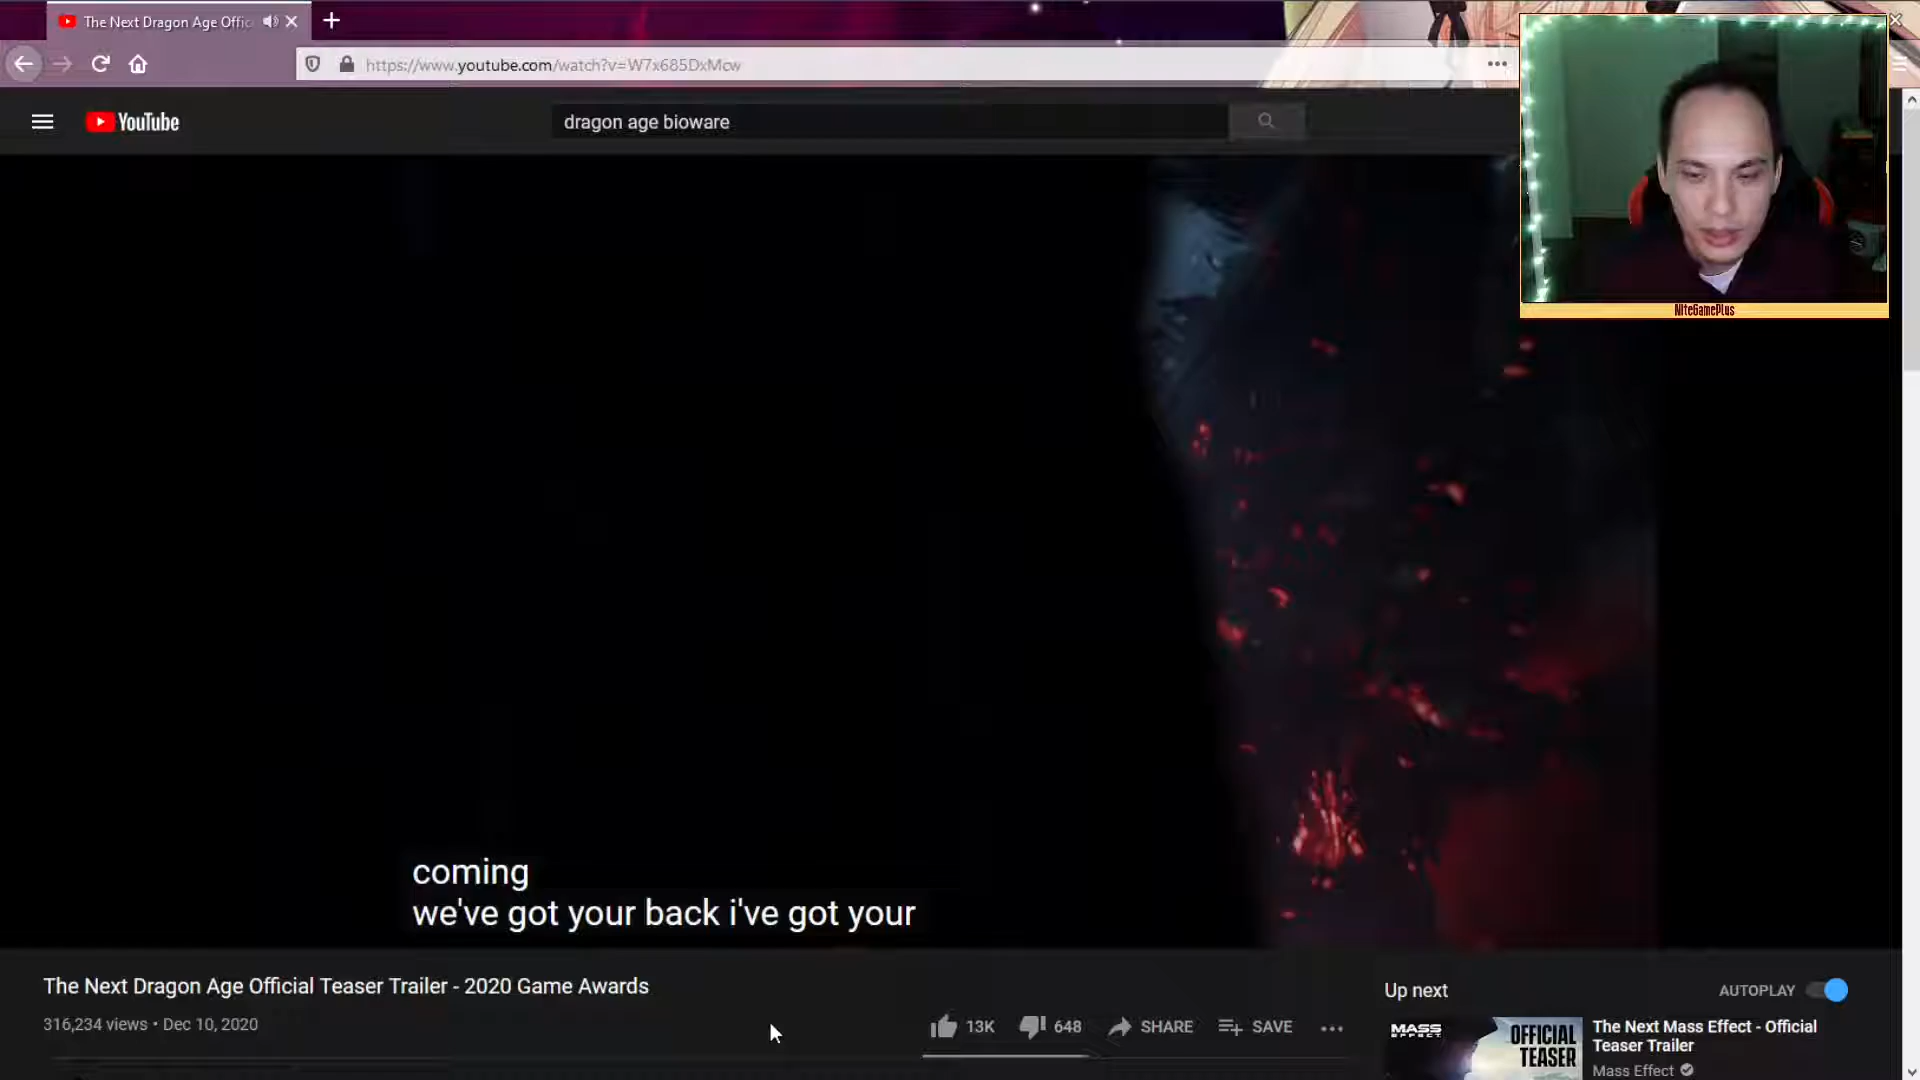 The Next Dragon Age Offic
https://www.youtube.com/watch?v=W7x685DxMcw
YouTube
dragon age bioware
NiteGamePlus
coming
we've got your back i've got your
The Next Dragon Age Official Teaser Trailer - 2020 Game Awards
316,234 views • Dec 10, 2020
13K
648
SHARE
SAVE
Up next
AUTOPLAY
MASS
EFFECT
OFFICIAL
TEASER
The Next Mass Effect - Official
Teaser Trailer
Mass Effect